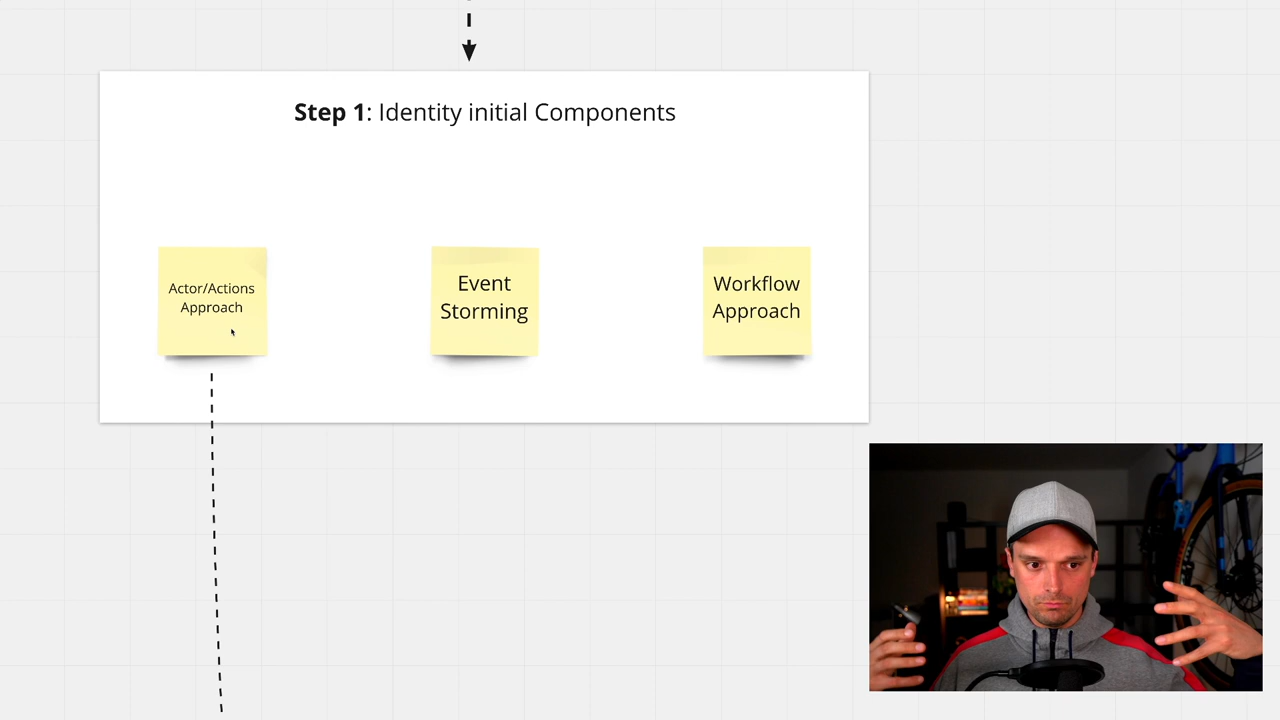 Step 1: Identity initial Components
Actor/Actions
Approach
Event
Storming
Workflow
Approach